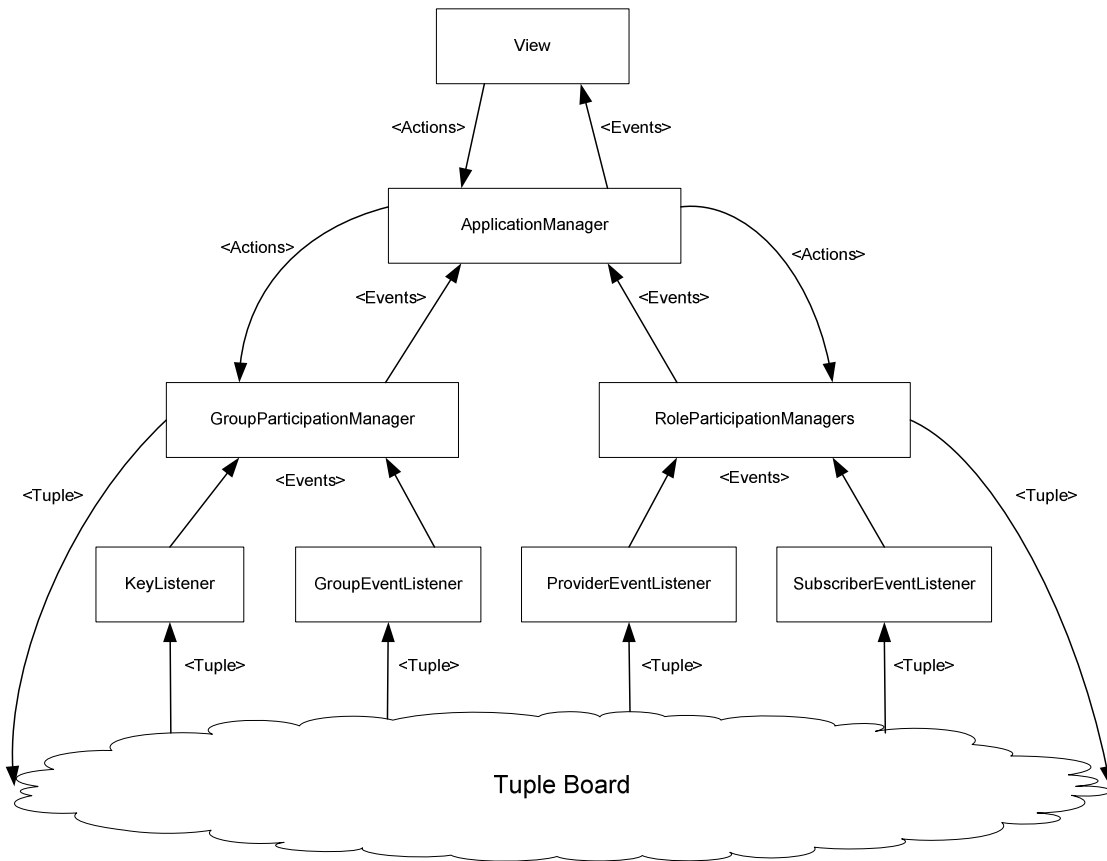 View
<Actions>
<Events>
ApplicationManager
<Actions>
<Actions>
<Events>
<Events>
GroupParticipationManager
RoleParticipationManagers
<Events>
<Events>
<Tuple>
<Tuple>
KeyListener
GroupEventListener
ProviderEventListener
SubscriberEventListener
<Tuple>
<Tuple>
<Tuple>
<Tuple>
Tuple Board